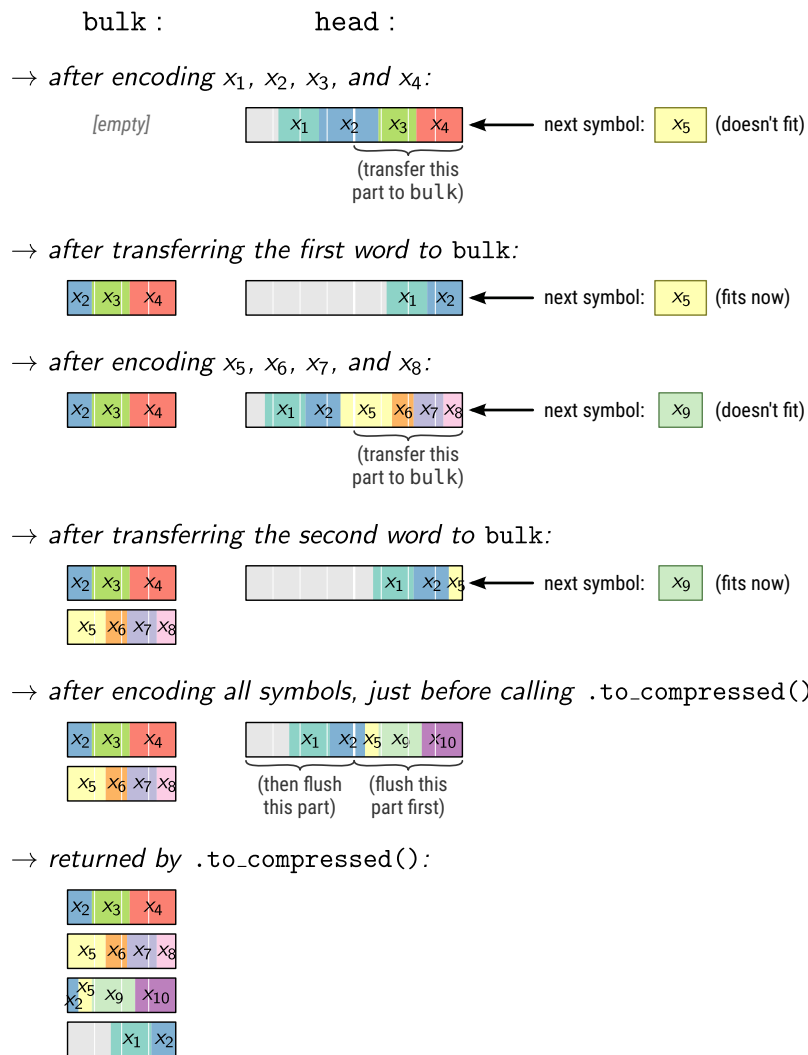 bulk : head :
→ after encoding x₁, x₂, x₃, and x₄:
[empty] x₁ x₂ x₃ x₄ next symbol: x₅ (doesn't fit)
(transfer this
part to bulk)
→ after transferring the first word to bulk:
x₂ x₃ x₄ x₁ x₂ next symbol: x₅ (fits now)
→ after encoding x₅, x₆, x₇, and x₈:
x₂ x₃ x₄ x₁ x₂ x₅ x₆ x₇ x₈ next symbol: x₉ (doesn't fit)
(transfer this
part to bulk)
→ after transferring the second word to bulk:
x₂ x₃ x₄ x₁ x₂ x₅ next symbol: x₉ (fits now)
x₅ x₆ x₇ x₈
→ after encoding all symbols, just before calling .to_compressed()
x₂ x₃ x₄ x₁ x₂ x₅ x₉ x₁₀
x₅ x₆ x₇ x₈
(then flush (flush this
this part) part first)
→ returned by .to_compressed():
x₂ x₃ x₄
x₅ x₆ x₇ x₈
x₂ x₅ x₉ x₁₀
x₁ x₂